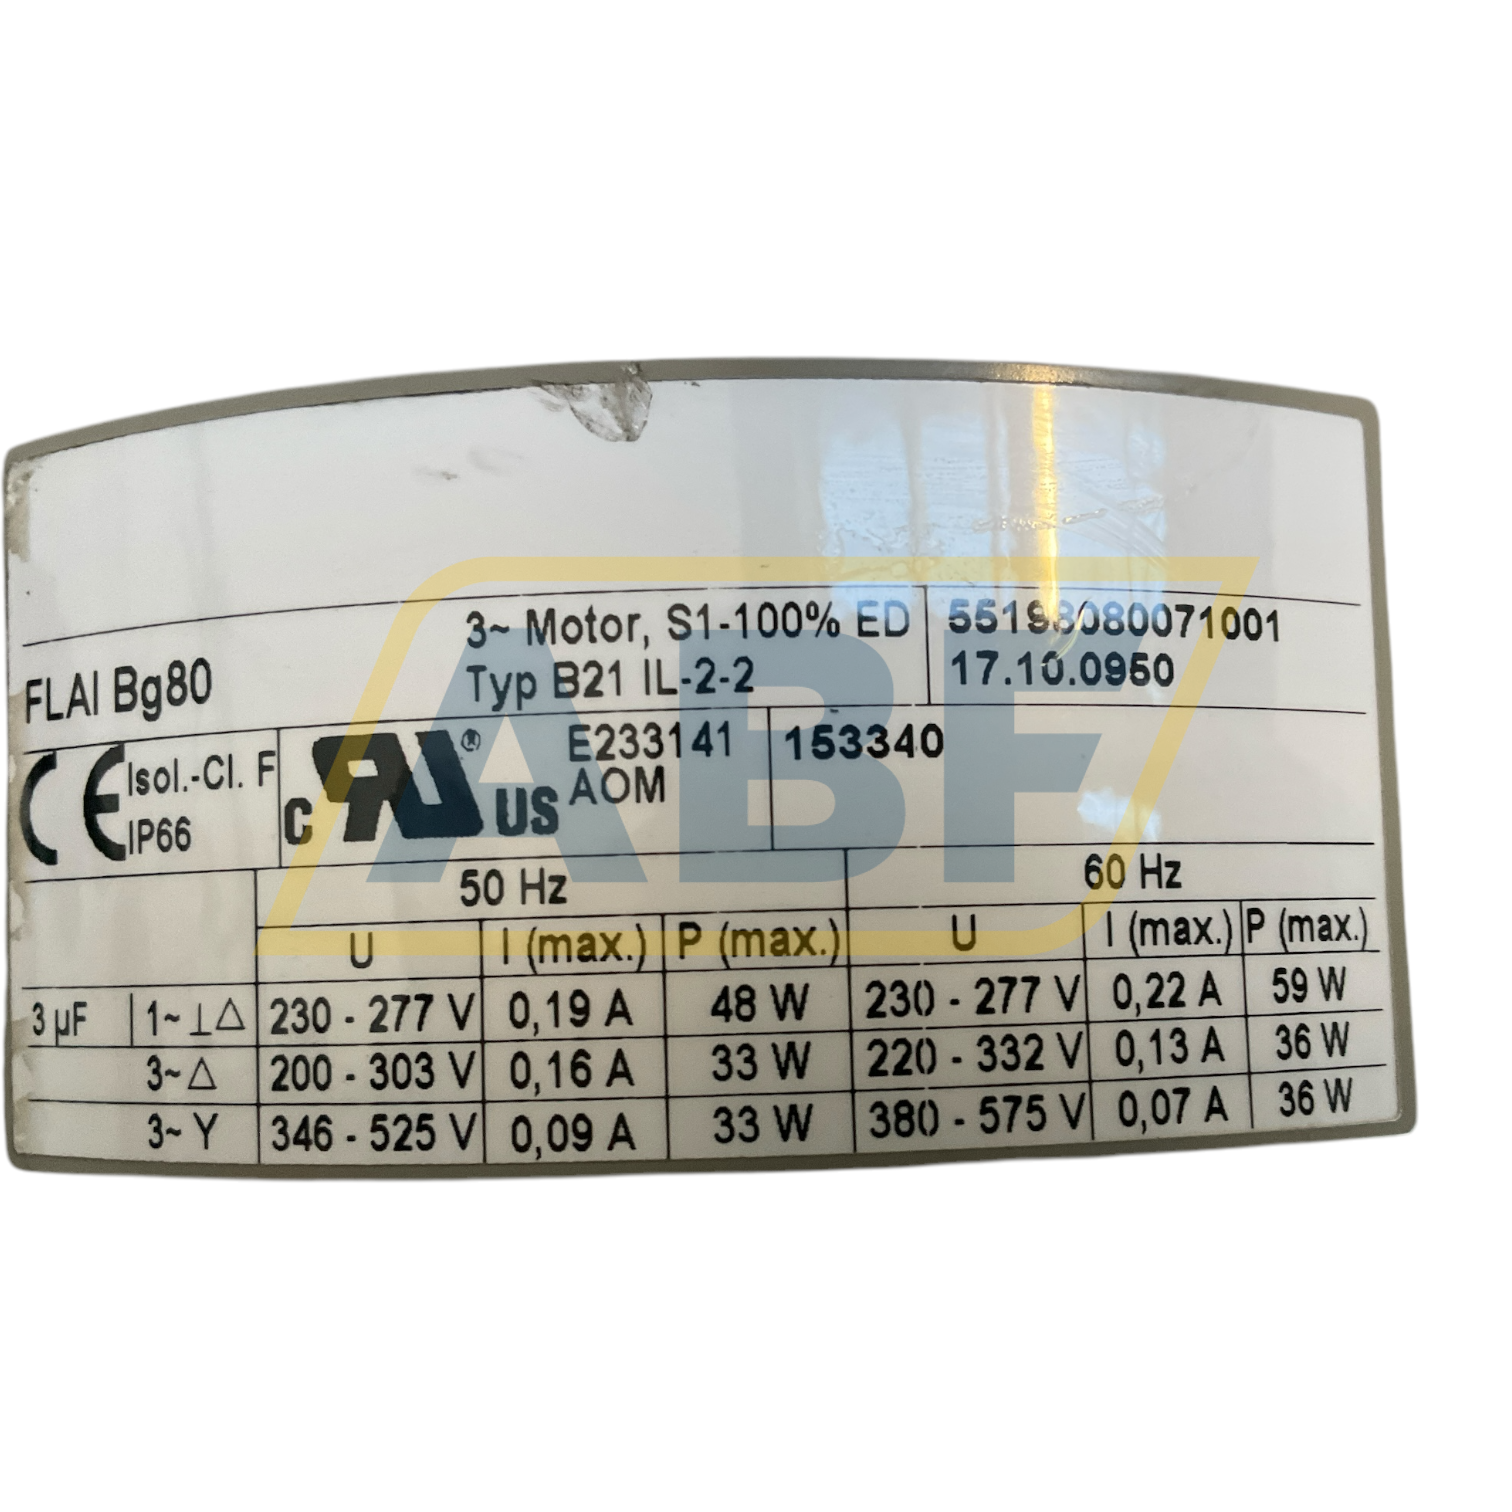 3~ Motor, S1-100% ED 55198080071001
FLAI Bg80 Typ B21 IL-2-2 17.10.0950
CE Isol.-Cl. F c RU ® US E233141 153340
IP66 AOM
50 Hz 60 Hz
U I (max.) P (max.) U I (max.) P (max.)
3 µF 1~ ⊥ △ 230 - 277 V 0,19 A 48 W 230 - 277 V 0,22 A 59 W
3~ △ 200 - 303 V 0,16 A 33 W 220 - 332 V 0,13 A 36 W
3~ Y 346 - 525 V 0,09 A 33 W 380 - 575 V 0,07 A 36 W
ABF